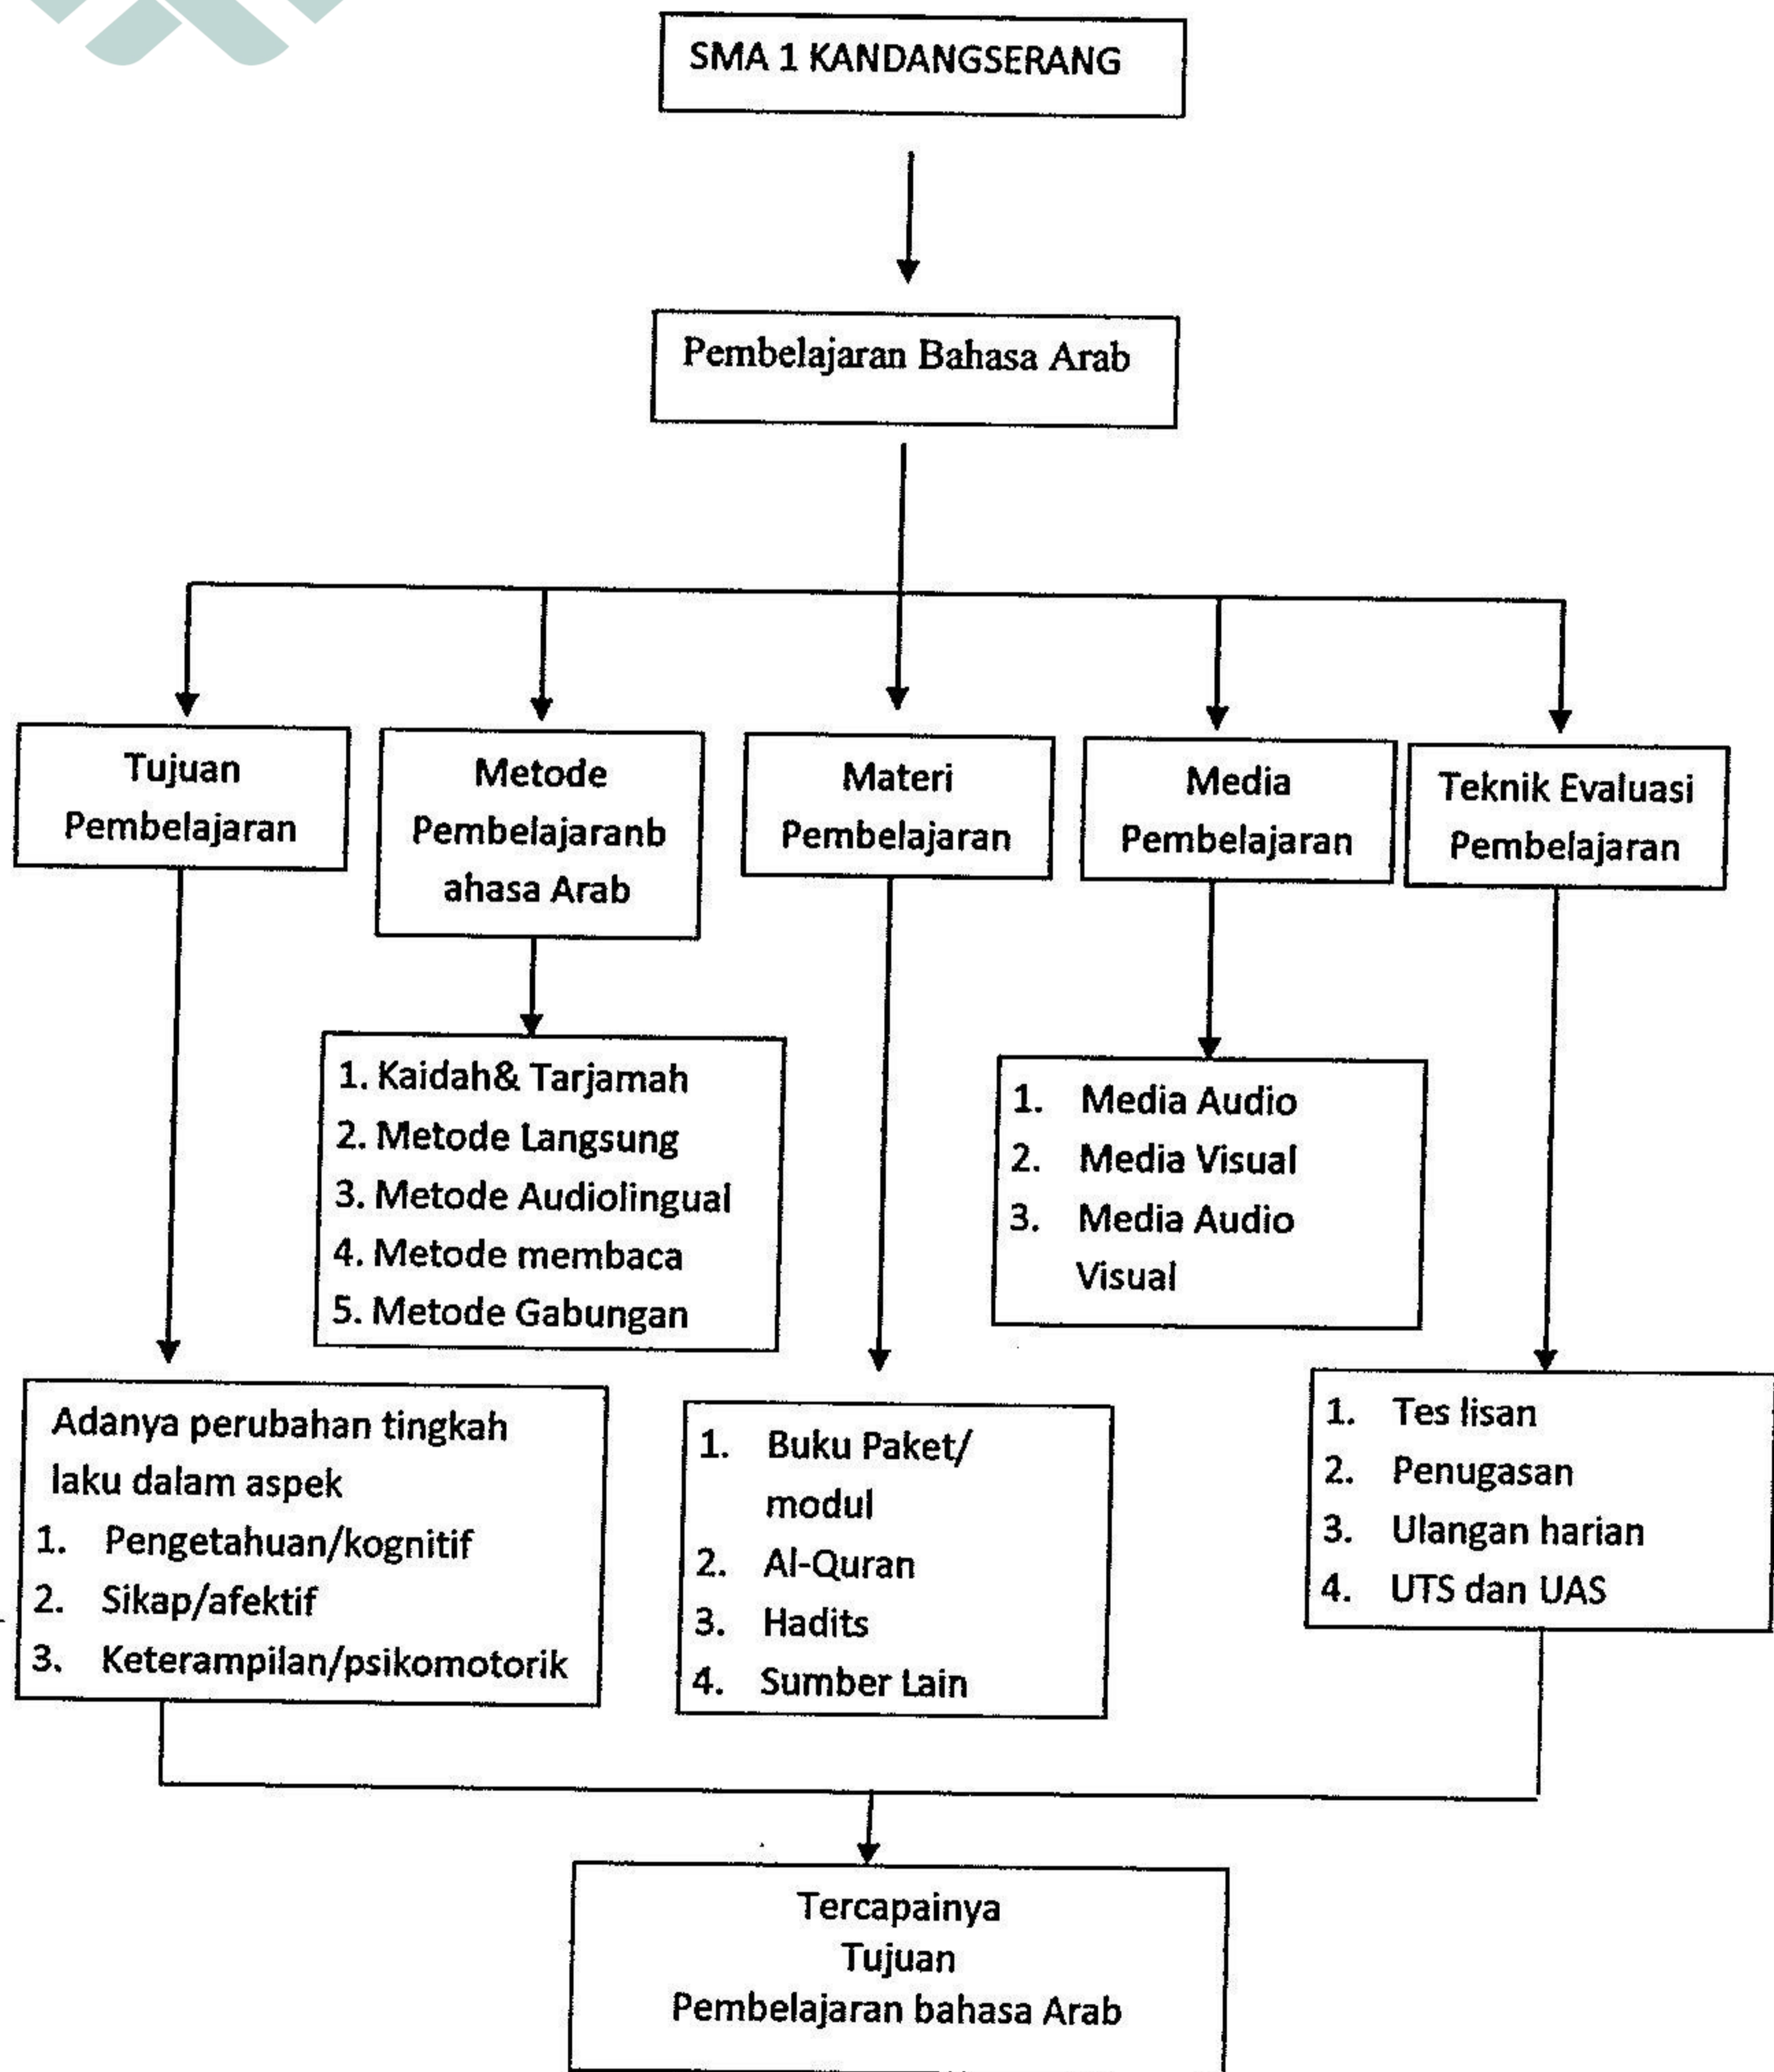 SMA 1 KANDANGSERANG
Pembelajaran Bahasa Arab
Tujuan
Pembelajaran
Metode
Pembelajaranb
ahasa Arab
Materi
Pembelajaran
Media
Pembelajaran
Teknik Evaluasi
Pembelajaran
1. Kaidah& Tarjamah
2. Metode Langsung
3. Metode Audiolingual
4. Metode membaca
5. Metode Gabungan
1. Media Audio
2. Media Visual
3. Media Audio
Visual
Adanya perubahan tingkah
laku dalam aspek
1. Pengetahuan/kognitif
2. Sikap/afektif
3. Keterampilan/psikomotorik
1. Buku Paket/
modul
2. Al-Quran
3. Hadits
4. Sumber Lain
1. Tes lisan
2. Penugasan
3. Ulangan harian
4. UTS dan UAS
Tercapainya
Tujuan
Pembelajaran bahasa Arab